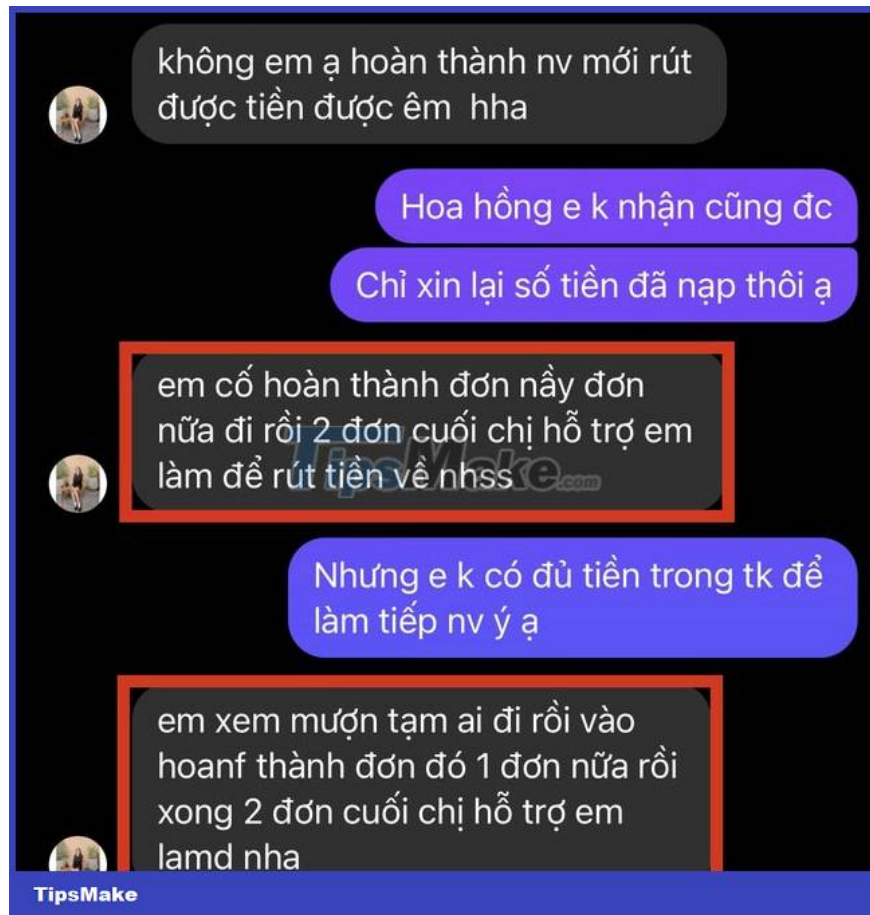 không em ạ hoàn thành nv mới rút
được tiền được êm hha
Hoa hồng e k nhận cũng đc
Chỉ xin lại số tiền đã nạp thôi ạ
em cố hoàn thành đơn nầy đơn
nữa đi rồi 2 đơn cuối chị hỗ trợ em
làm để rút tiền về nhss
TipsMake.com
Nhưng e k có đủ tiền trong tk để
làm tiếp nv ý ạ
em xem mượn tạm ai đi rồi vào
hoanf thành đơn đó 1 đơn nữa rồi
xong 2 đơn cuối chị hỗ trợ em
lamd nha
TipsMake